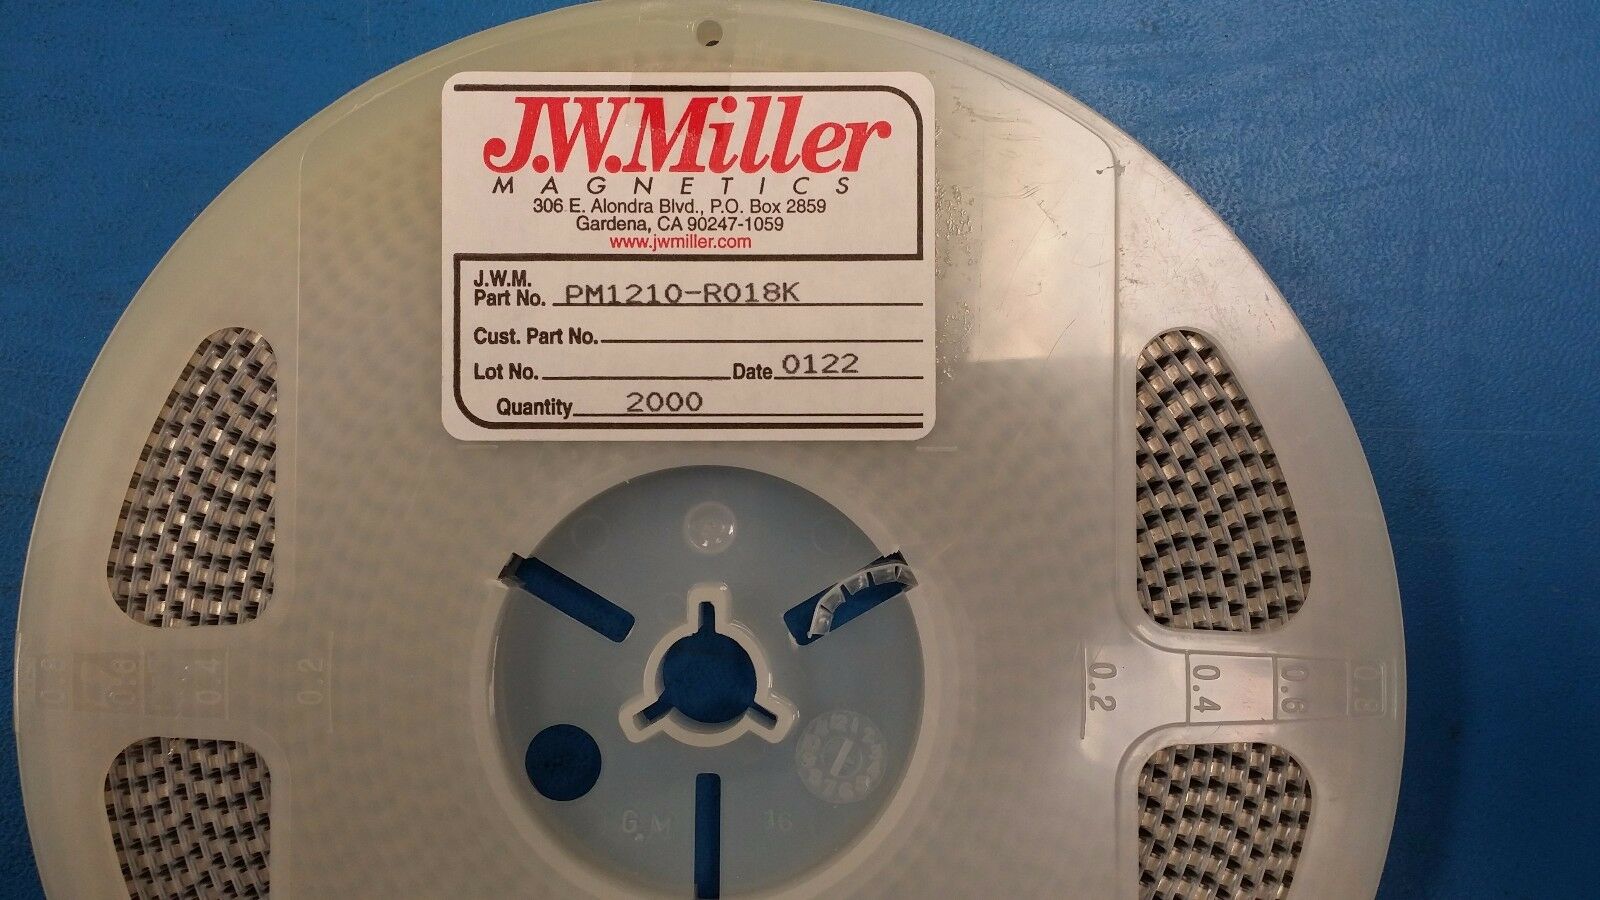 J.W.Miller
MAGNETICS
306 E. Alondra Blvd., P.O. Box 2859
Gardena, CA 90247-1059
www.jwmiller.com
J.W.M.
Part No. PM1210-R018K
Cust. Part No.
Lot No. Date 0122
Quantity 2000
0.8 0.4 0.2
0.2 0.4 0.6 0.8
G.M 16